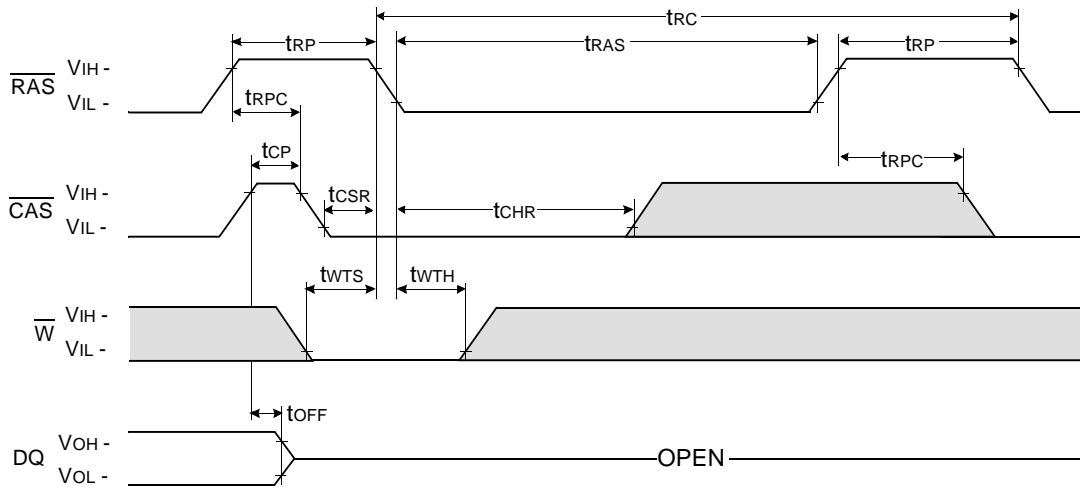 tRC
tRP tRAS tRP
RAS VIH -
VIL -
tRPC
tCP tRPC
CAS VIH -
VIL -
tCSR tCHR
tWTS tWTH
W VIH -
VIL -
tOFF
DQ VOH -
VOL -
OPEN